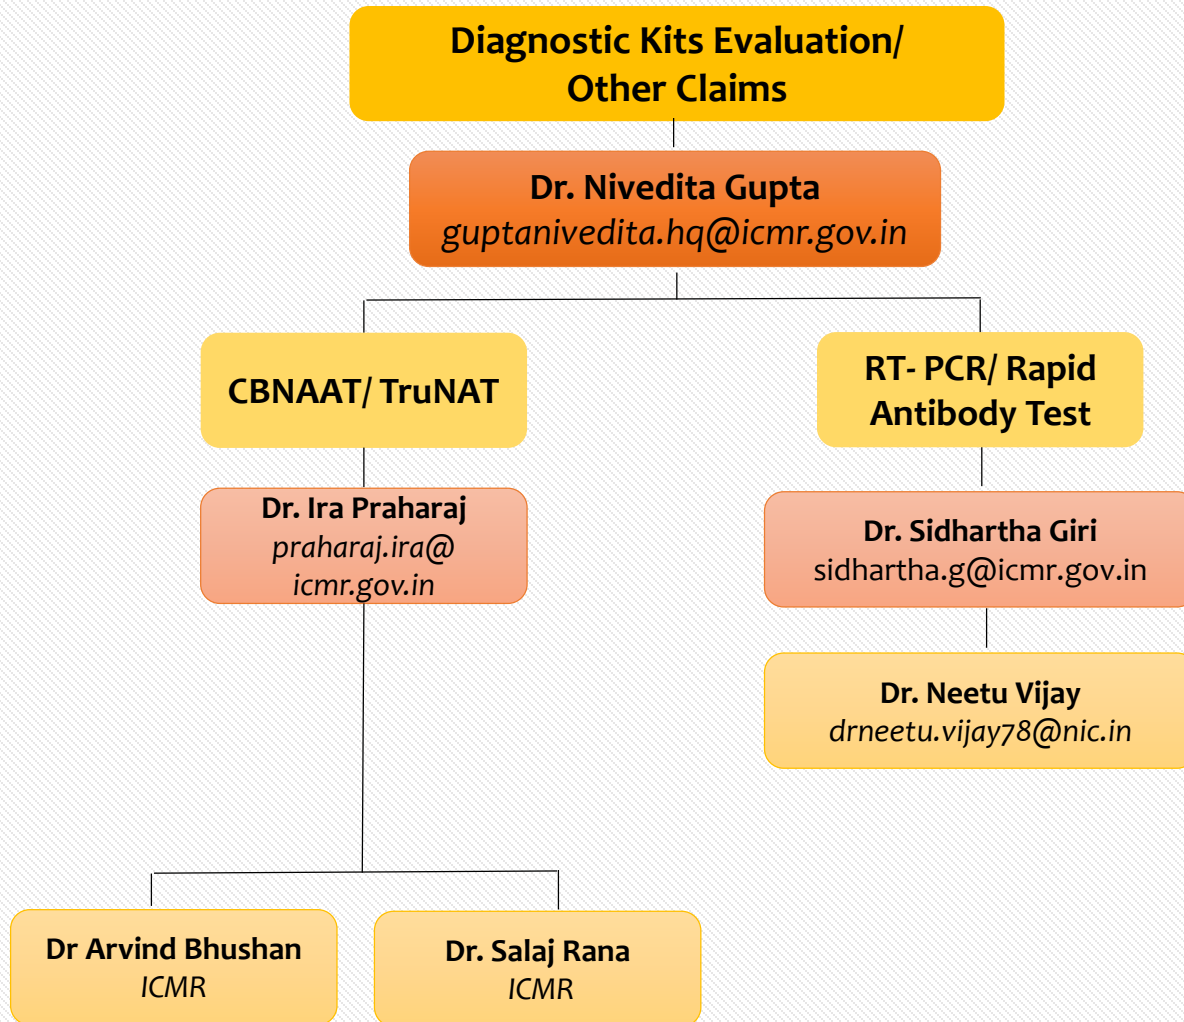 Diagnostic Kits Evaluation/
Other Claims
Dr. Nivedita Gupta
guptanivedita.hq@icmr.gov.in
CBNAAT/ TruNAT
RT- PCR/ Rapid
Antibody Test
Dr. Ira Praharaj
praharaj.ira@
icmr.gov.in
Dr. Sidhartha Giri
sidhartha.g@icmr.gov.in
Dr. Neetu Vijay
drneetu.vijay78@nic.in
Dr Arvind Bhushan
ICMR
Dr. Salaj Rana
ICMR